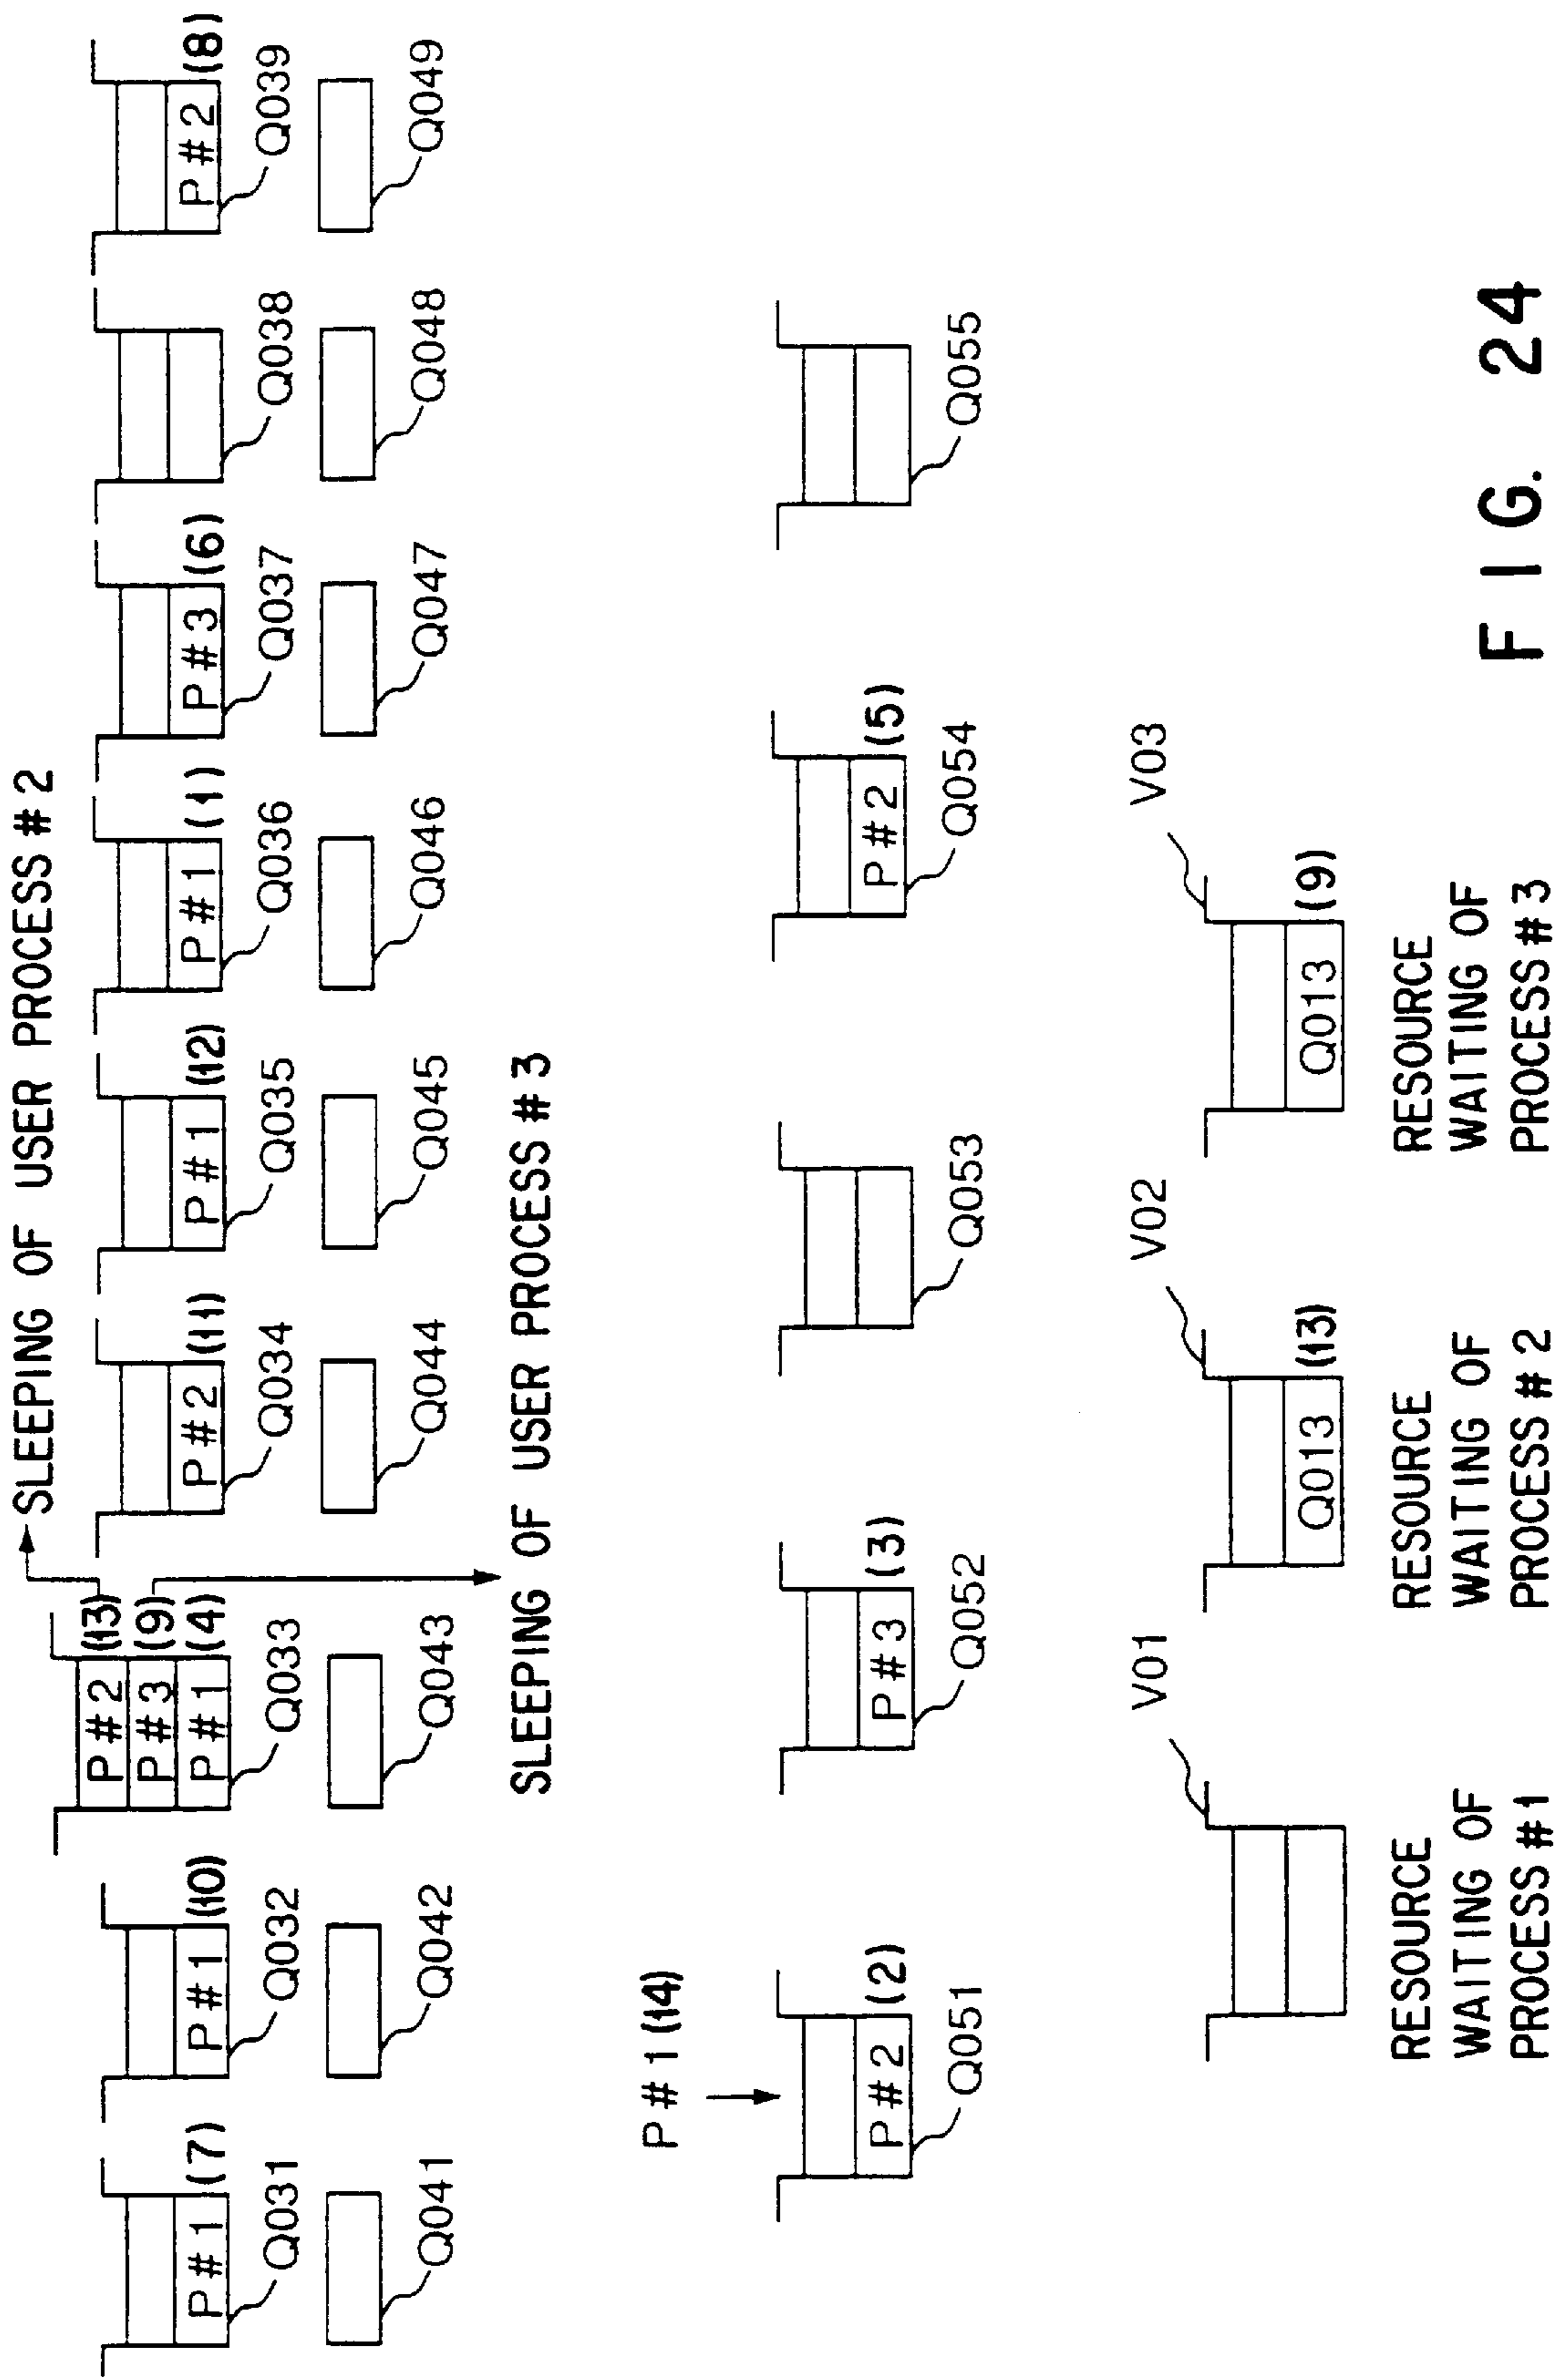 SLEEPING OF USER PROCESS #2
P#2 (13)
P#3 (9)
P#1 (7)
P#1 (10)
P#1 (4)
P#2 (11)
P#1 (12)
P#1 (1)
P#3 (6)
P#2 (8)
Q031
Q032
Q033
Q034
Q035
Q036
Q037
Q038
Q039
Q041
Q042
Q043
Q044
Q045
Q046
Q047
Q048
Q049
SLEEPING OF USER PROCESS #3
P#1 (14)
P#2 (2)
P#3 (3)
P#2 (5)
Q051
Q052
Q053
Q054
Q055
V01
V02
V03
Q013 (13)
Q013 (9)
RESOURCE
WAITING OF
PROCESS #1
RESOURCE
WAITING OF
PROCESS #2
RESOURCE
WAITING OF
PROCESS #3
FIG. 24